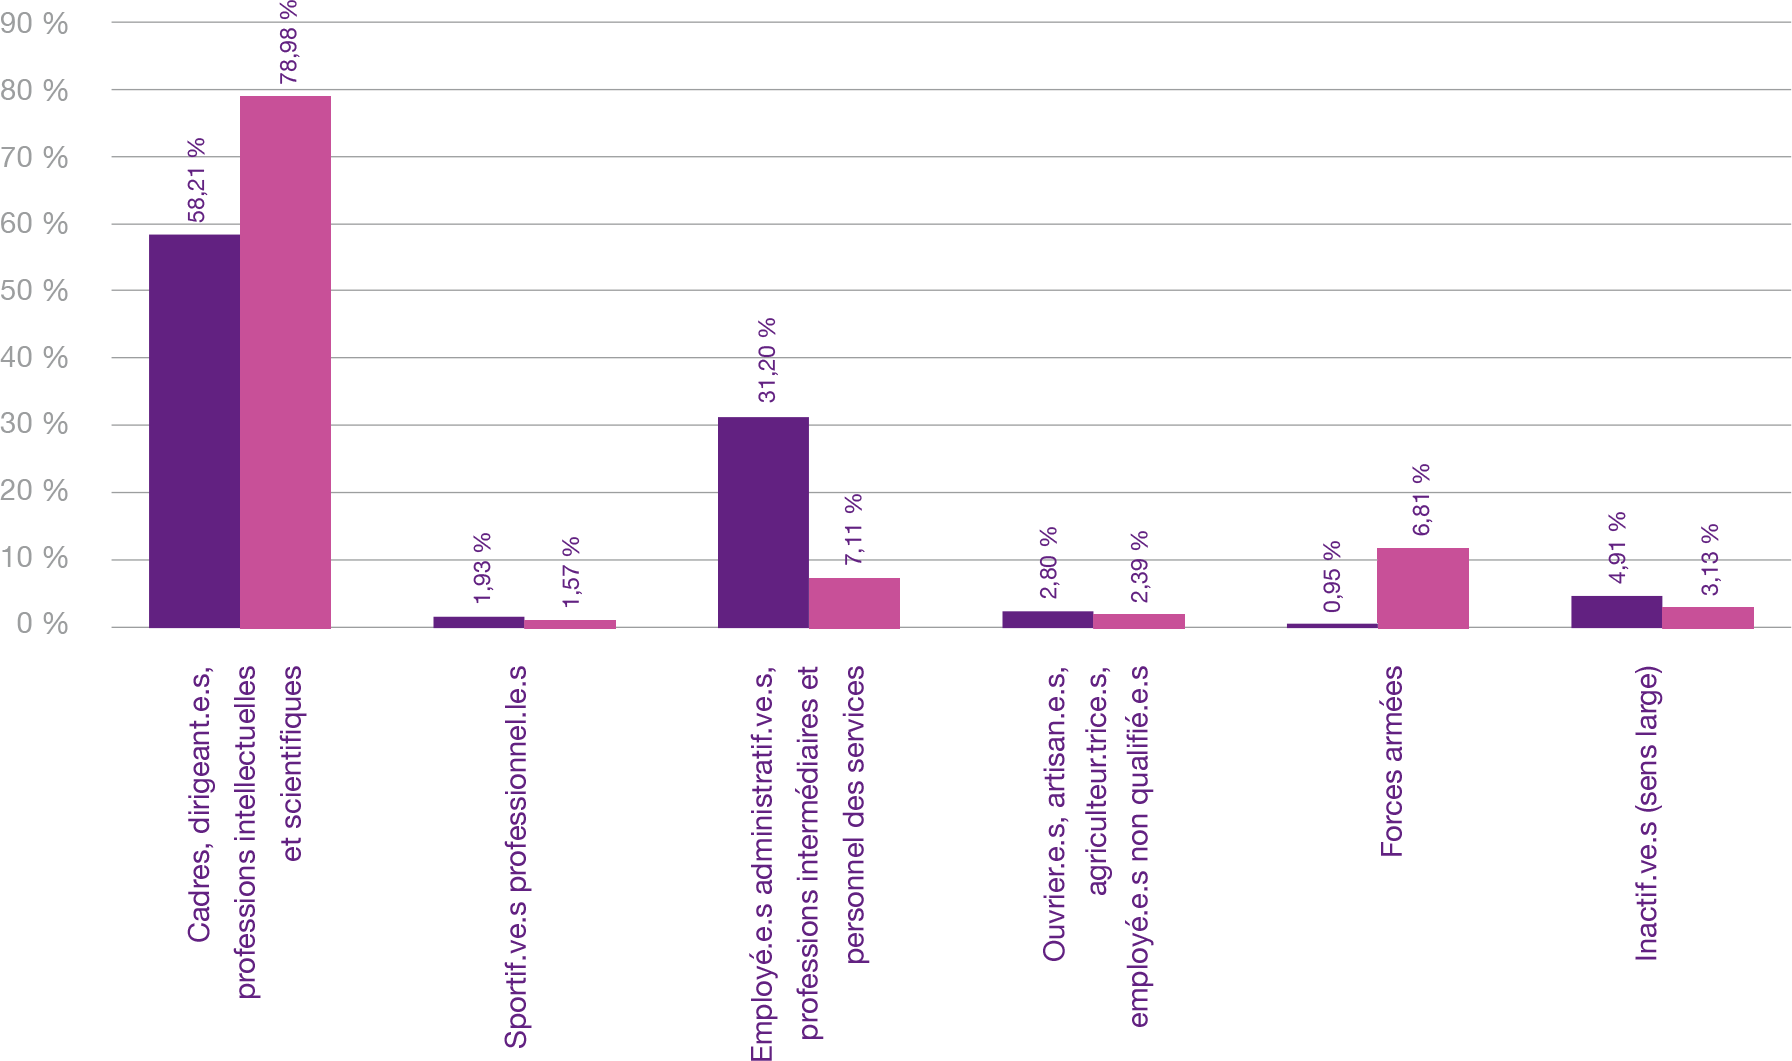 90 %
80 %
70 %
60 %
50 %
40 %
30 %
20 %
10 %
0 %
58,21 %
78,98 %
1,93 %
1,57 %
31,20 %
7,11 %
2,80 %
2,39 %
0,95 %
6,81 %
4,91 %
3,13 %
Cadres, dirigeant.e.s,
professions intellectuelles
et scientifiques
Sportif.ve.s professionnel.le.s
Employé.e.s administratif.ve.s,
professions intermédiaires et
personnel des services
Ouvrier.e.s, artisan.e.s,
agriculteur.trice.s,
employé.e.s non qualifié.e.s
Forces armées
Inactif.ve.s (sens large)